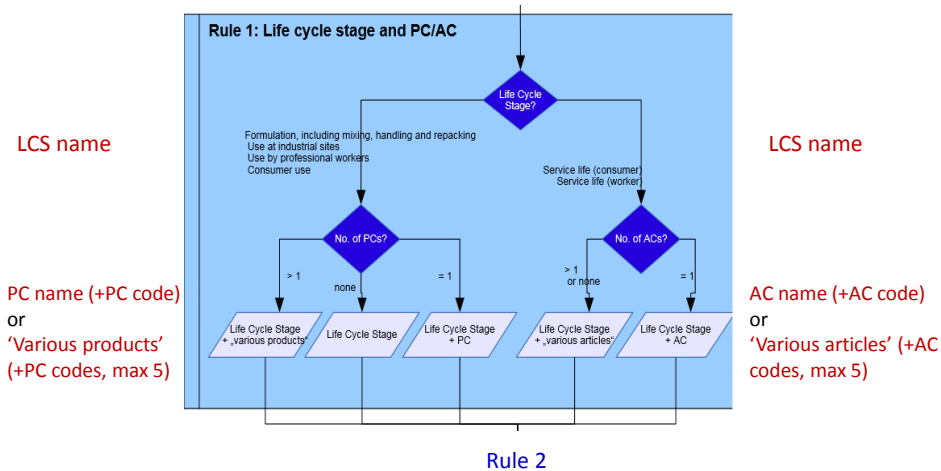 Rule 1: Life cycle stage and PC/AC
Life Cycle
Stage?
LCS name
Formulation, including mixing, handling and repacking
Use at industrial sites
Use by professional workers
Consumer use
LCS name
Service life (consumer)
Service life (worker)
No. of PCs?
No. of ACs?
> 1
none
= 1
> 1
or none
= 1
PC name (+PC code)
or
‘Various products’
(+PC codes, max 5)
Life Cycle Stage
+ „various products“
Life Cycle Stage
Life Cycle Stage
+ PC
Life Cycle Stage
+ „various articles“
Life Cycle Stage
+ AC
AC name (+AC code)
or
‘Various articles’ (+AC
codes, max 5)
Rule 2